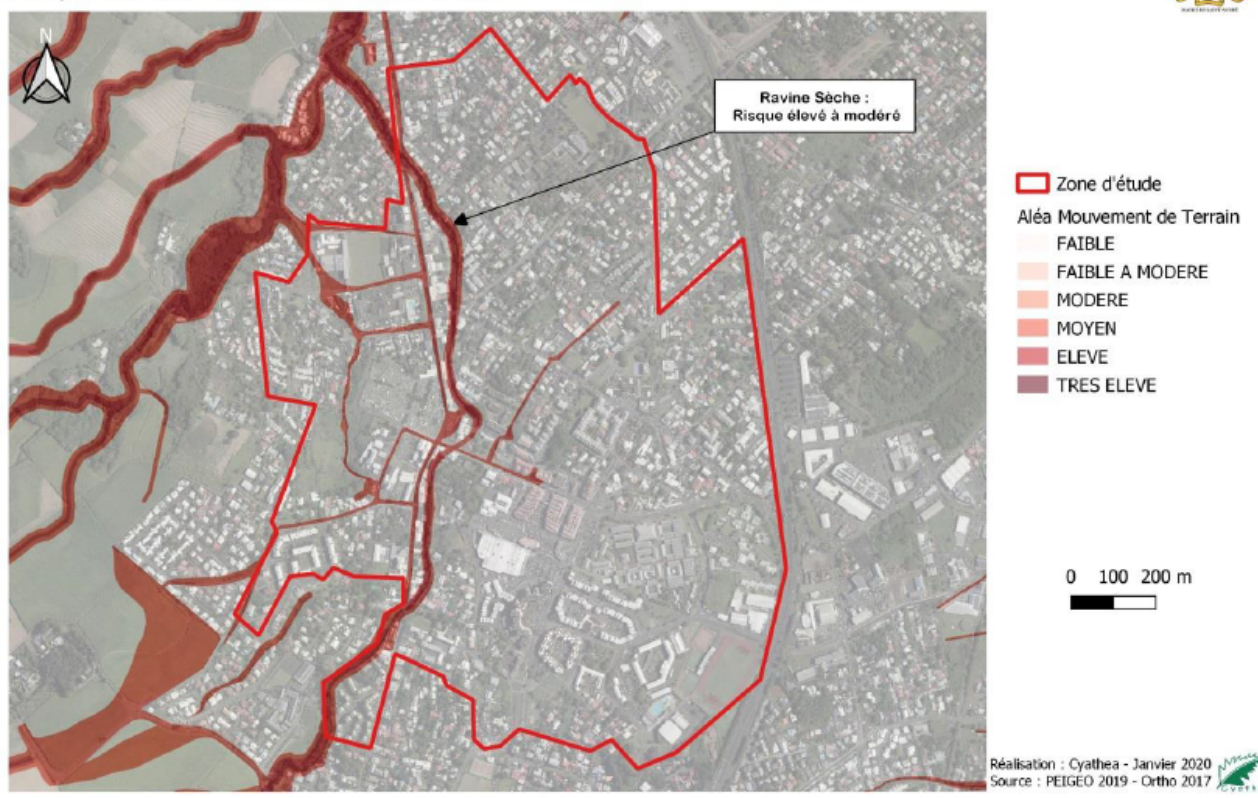 N
Ravine Sèche :
Risque élevé à modéré
Zone d'étude
Aléa Mouvement de Terrain
FAIBLE
FAIBLE A MODERE
MODERE
MOYEN
ELEVE
TRES ELEVE
0 100 200 m
Réalisation : Cyathea - Janvier 2020
Source : PEIGEO 2019 - Ortho 2017